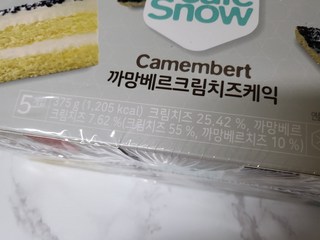 Snow
Camembert
까망베르크림치즈케익
5 375 g (1,205 kcal) 크림치즈 25.42 %, 까망베르
크림치즈 7.62 %(크림치즈 55 %, 까망베르치즈 10 %)